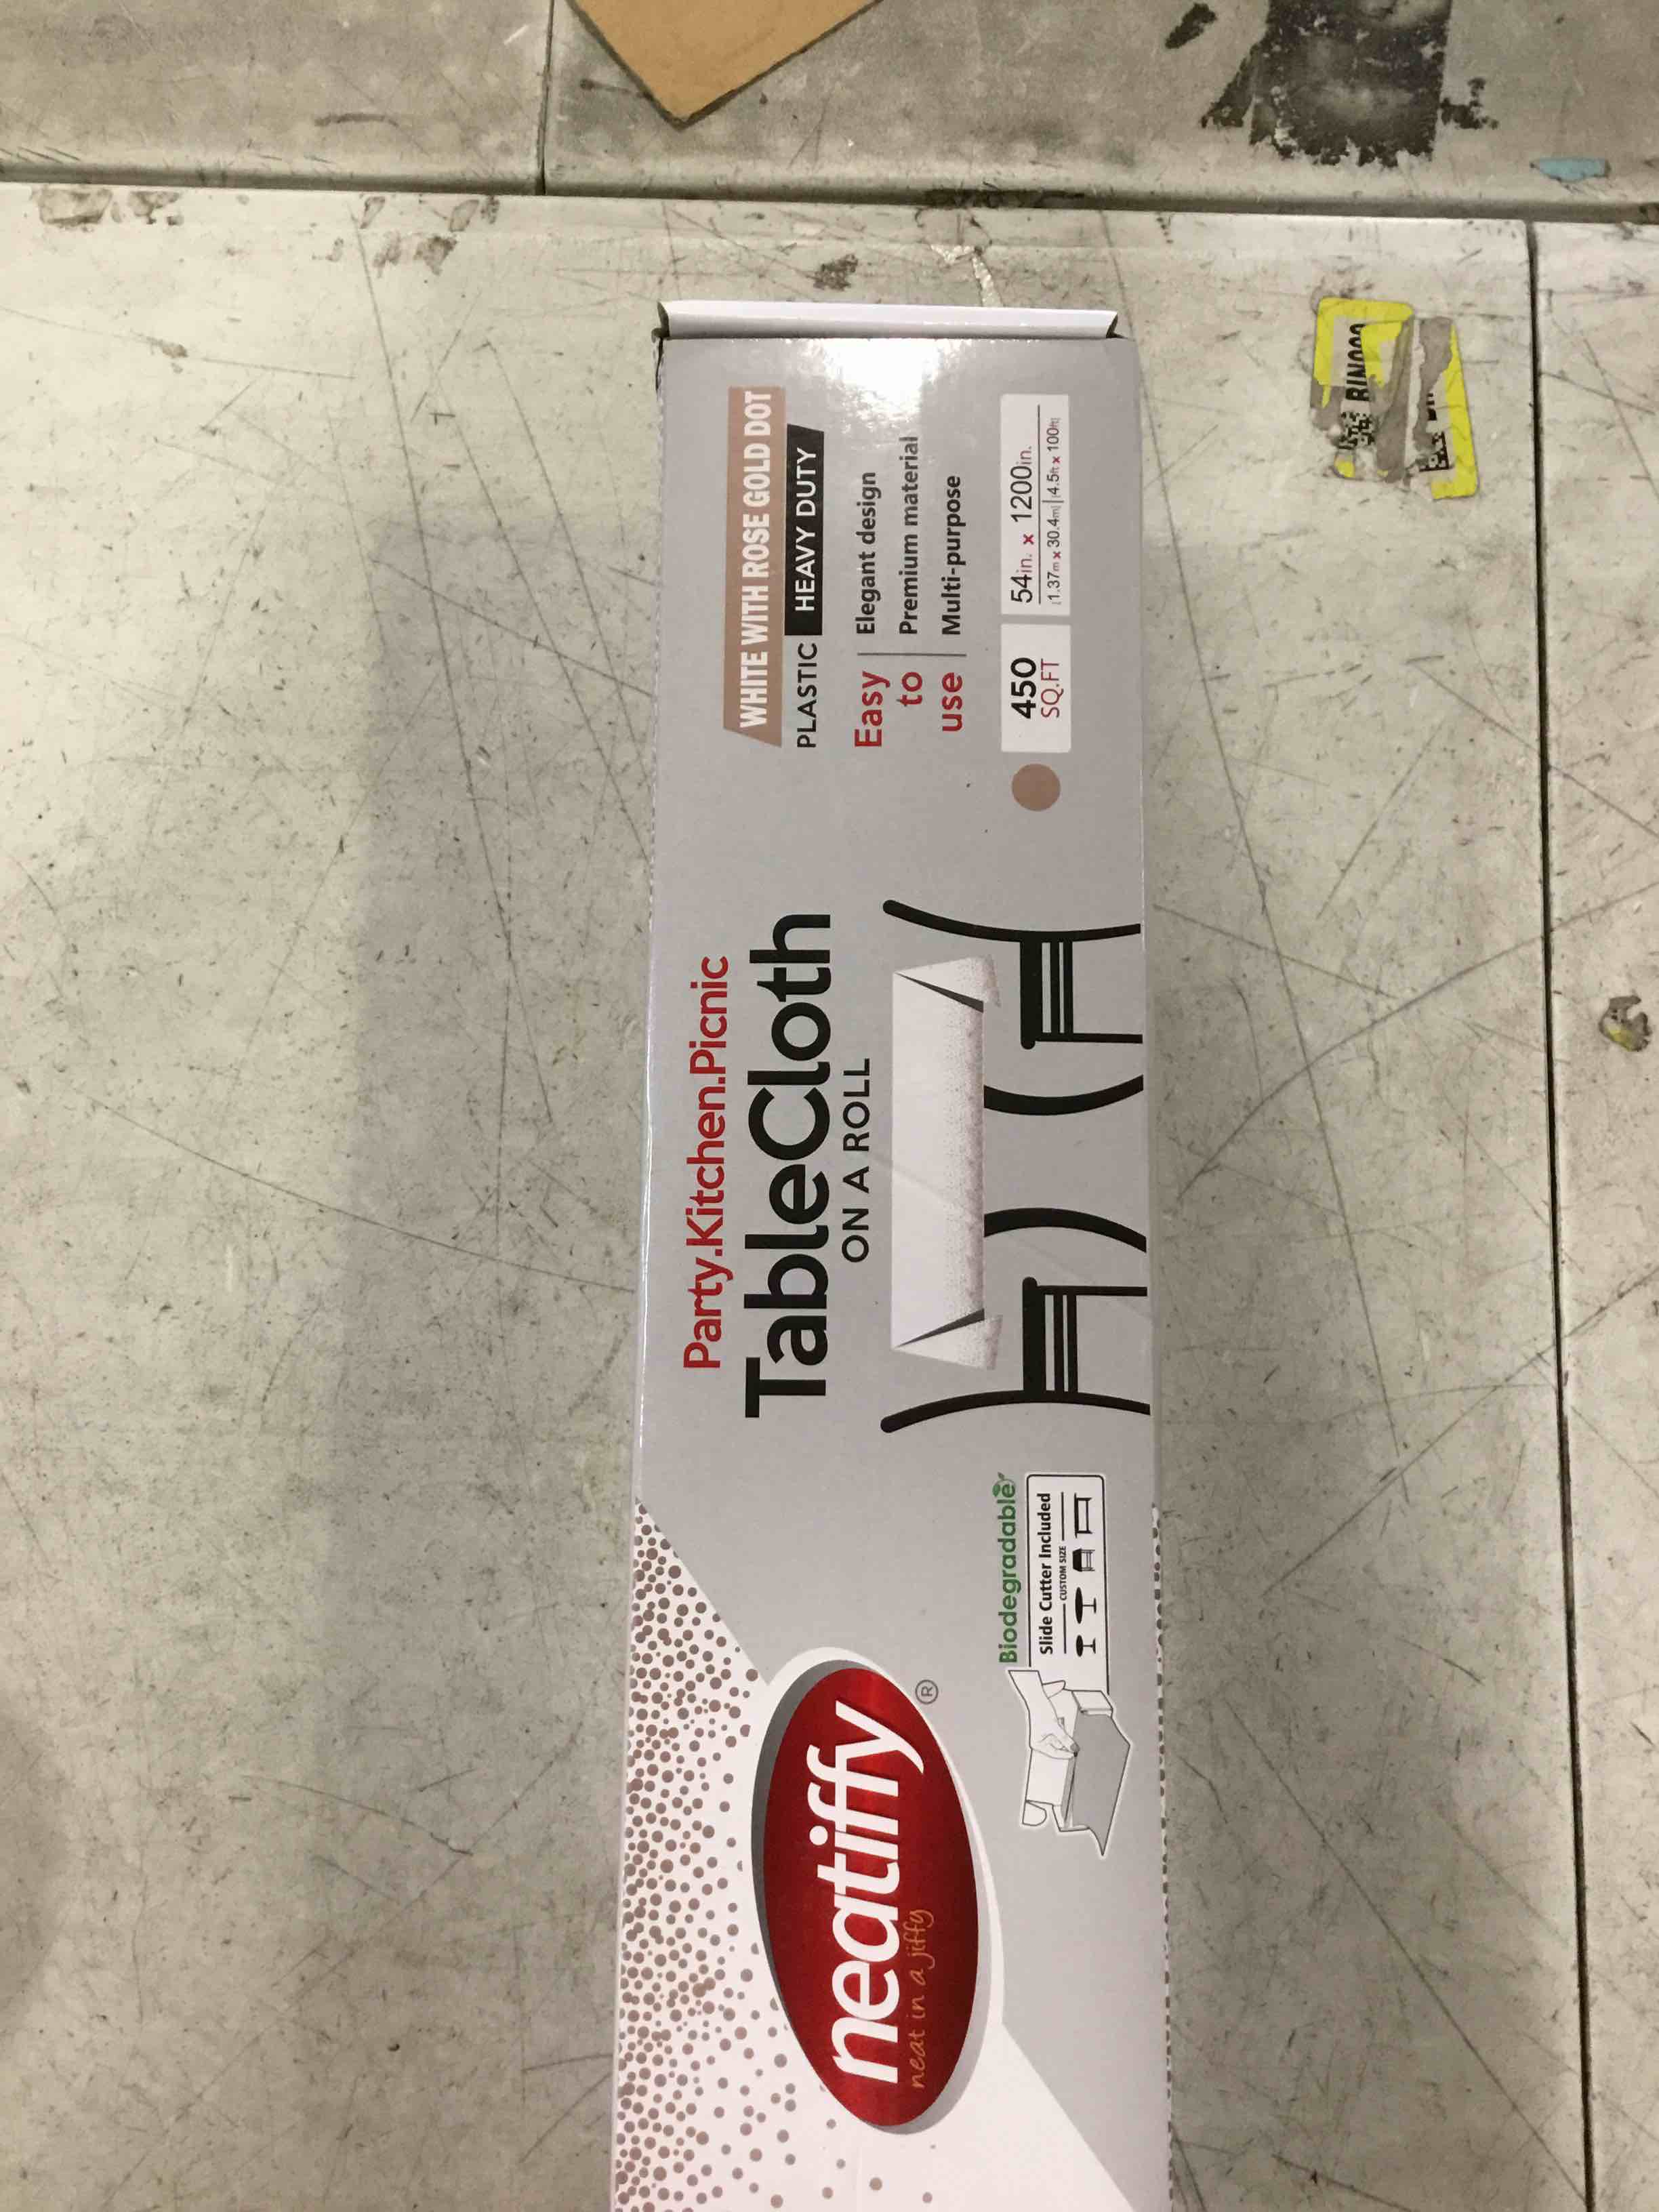 neatiffy
neat in a jiffy
®
Biodegradable
Slide Cutter Included
CUSTOM SIZE
Party.Kitchen.Picnic
TableCloth
ON A ROLL
WHITE WITH ROSE GOLD DOT
PLASTIC HEAVY DUTY
Easy to use
Elegant design
Premium material
Multi-purpose
450 SQ.FT
54in. x 1200in.
1.37m x 30.4m | 4.5ft x 100ft